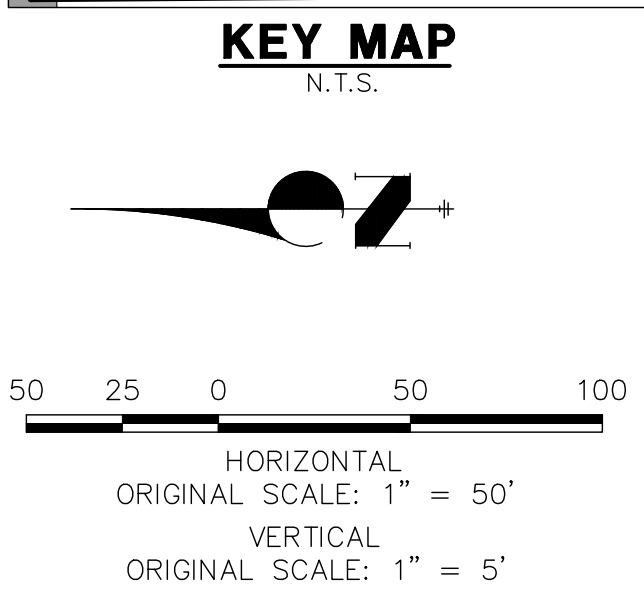 KEY MAP
N.T.S.
N
50 25 0 50 100
HORIZONTAL
ORIGINAL SCALE: 1" = 50'
VERTICAL
ORIGINAL SCALE: 1" = 5'